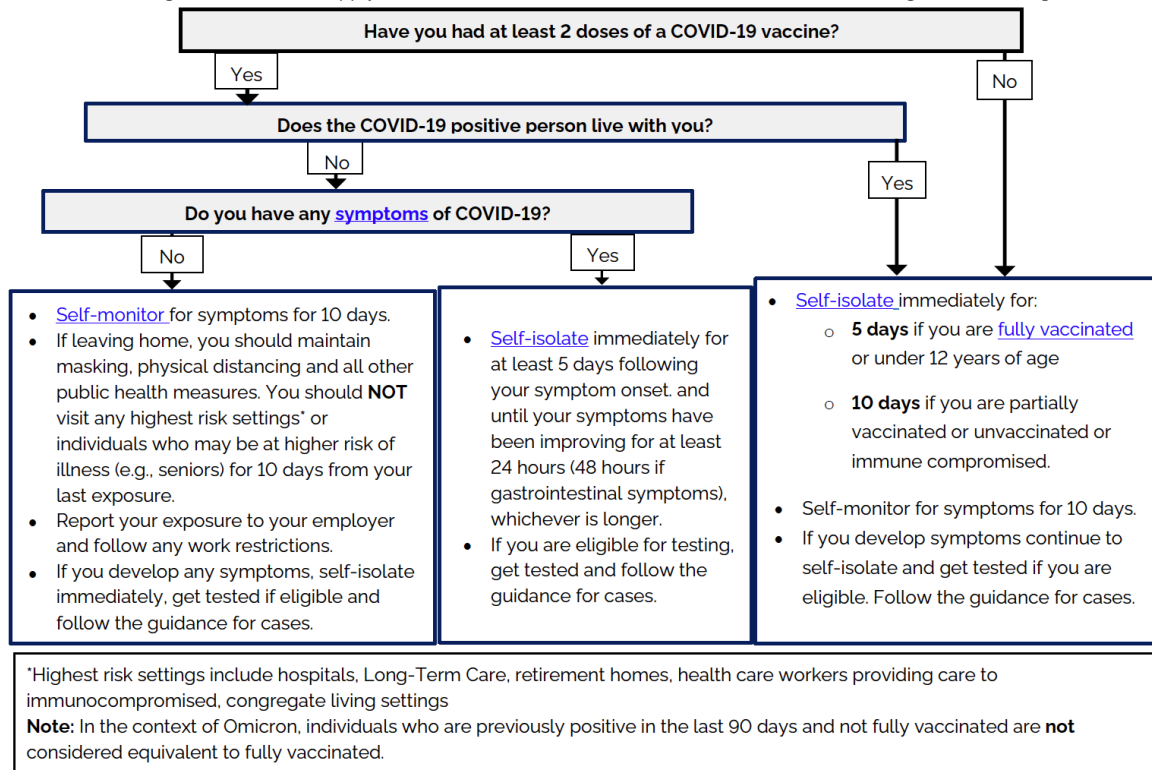 Have you had at least 2 doses of a COVID-19 vaccine?
Yes
No
Does the COVID-19 positive person live with you?
No
Yes
Do you have any symptoms of COVID-19?
No
Yes
• Self-monitor for symptoms for 10 days.
• If leaving home, you should maintain
masking, physical distancing and all other
public health measures. You should NOT
visit any highest risk settings* or
individuals who may be at higher risk of
illness (e.g., seniors) for 10 days from your
last exposure.
• Report your exposure to your employer
and follow any work restrictions.
• If you develop any symptoms, self-isolate
immediately, get tested if eligible and
follow the guidance for cases.
• Self-isolate immediately for
at least 5 days following
your symptom onset. and
until your symptoms have
been improving for at least
24 hours (48 hours if
gastrointestinal symptoms),
whichever is longer.
• If you are eligible for testing,
get tested and follow the
guidance for cases.
• Self-isolate immediately for:
o 5 days if you are fully vaccinated
or under 12 years of age
o 10 days if you are partially
vaccinated or unvaccinated or
immune compromised.
• Self-monitor for symptoms for 10 days.
• If you develop symptoms continue to
self-isolate and get tested if you are
eligible. Follow the guidance for cases.
*Highest risk settings include hospitals, Long-Term Care, retirement homes, health care workers providing care to
immunocompromised, congregate living settings
Note: In the context of Omicron, individuals who are previously positive in the last 90 days and not fully vaccinated are not
considered equivalent to fully vaccinated.